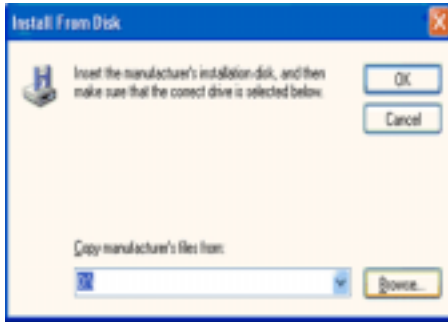 Install From Disk
Insert the manufacturer's installation disk, and then
make sure that the correct drive is selected below.
OK
Cancel
Copy manufacturer's files from:
Browse...